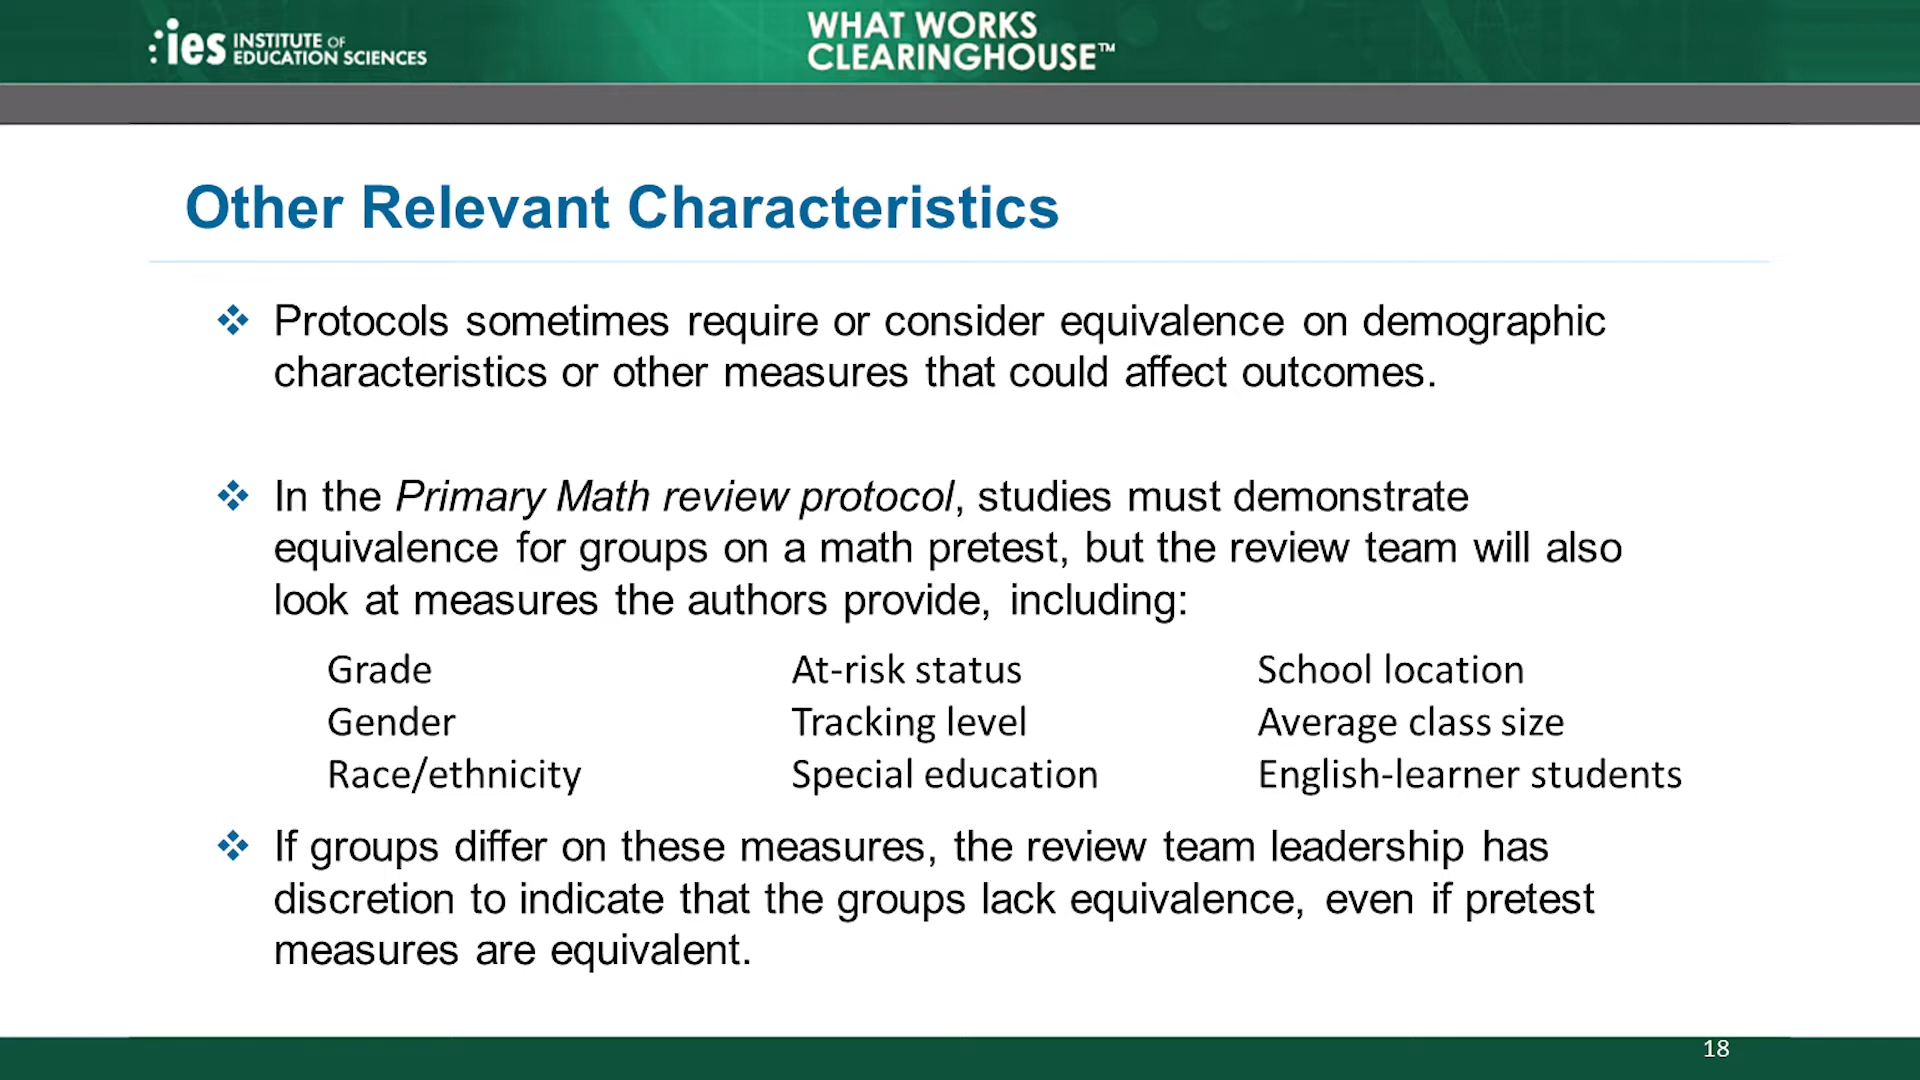 ies INSTITUTE OF
EDUCATION SCIENCES
WHAT WORKS
CLEARINGHOUSE™
Other Relevant Characteristics
Protocols sometimes require or consider equivalence on demographic
characteristics or other measures that could affect outcomes.
In the Primary Math review protocol, studies must demonstrate
equivalence for groups on a math pretest, but the review team will also
look at measures the authors provide, including:
Grade At-risk status School location
Gender Tracking level Average class size
Race/ethnicity Special education English-learner students
If groups differ on these measures, the review team leadership has
discretion to indicate that the groups lack equivalence, even if pretest
measures are equivalent.
18